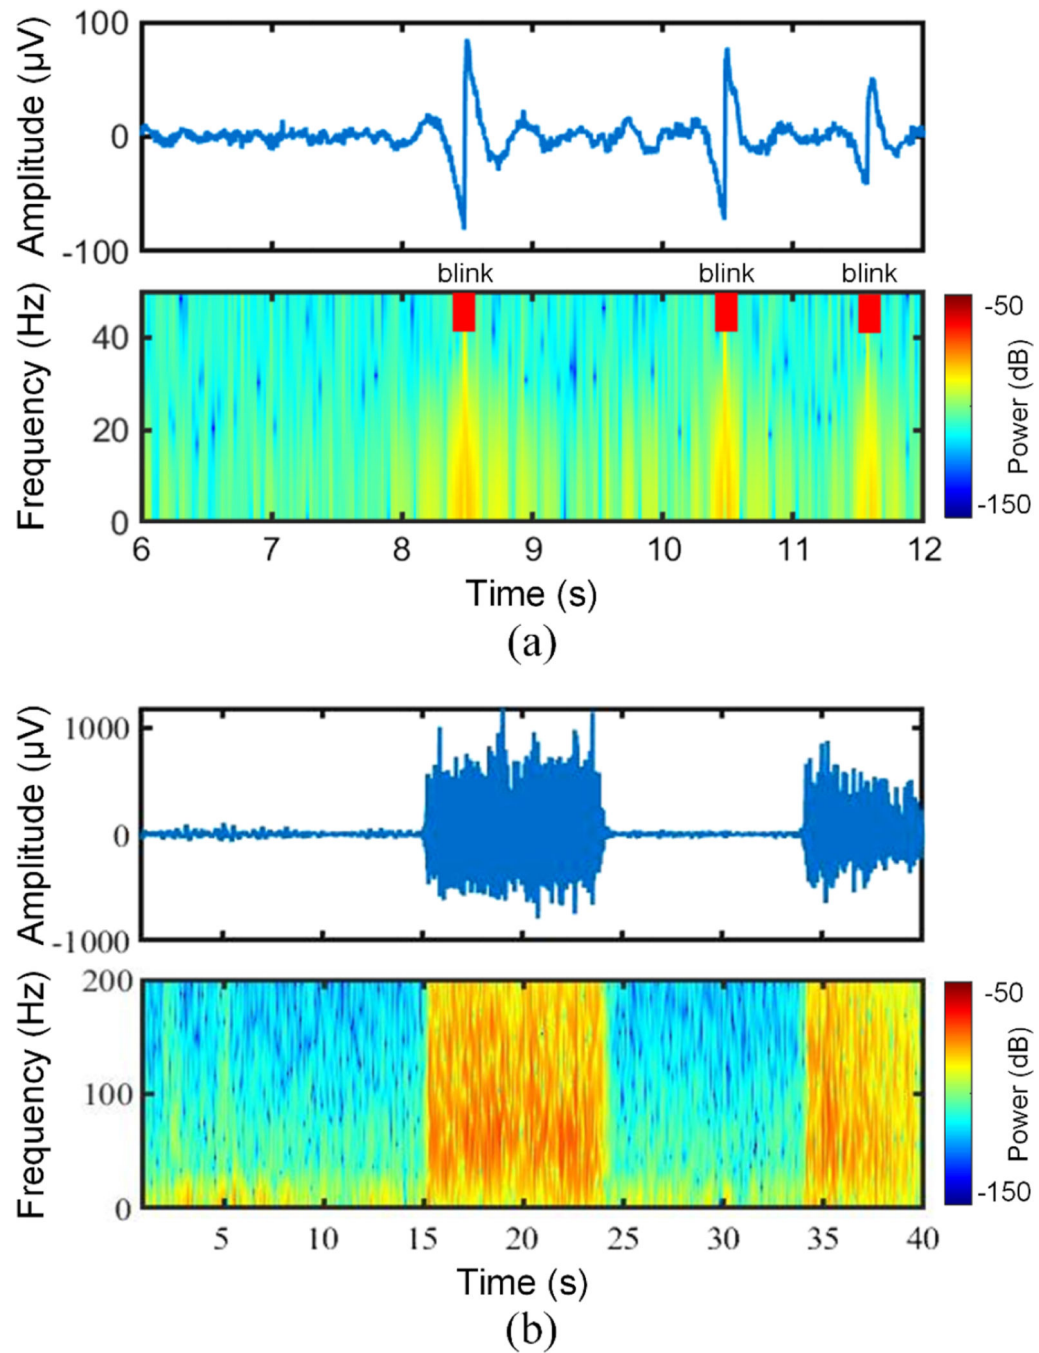 Amplitude (µV)
100
0
-100
blink blink blink
Frequency (Hz)
40
20
0
6 7 8 9 10 11 12
Time (s)
-50
Power (dB)
-150
(a)
Amplitude (µV)
1000
0
-1000
Frequency (Hz)
200
100
0
5 10 15 20 25 30 35 40
Time (s)
-50
Power (dB)
-150
(b)